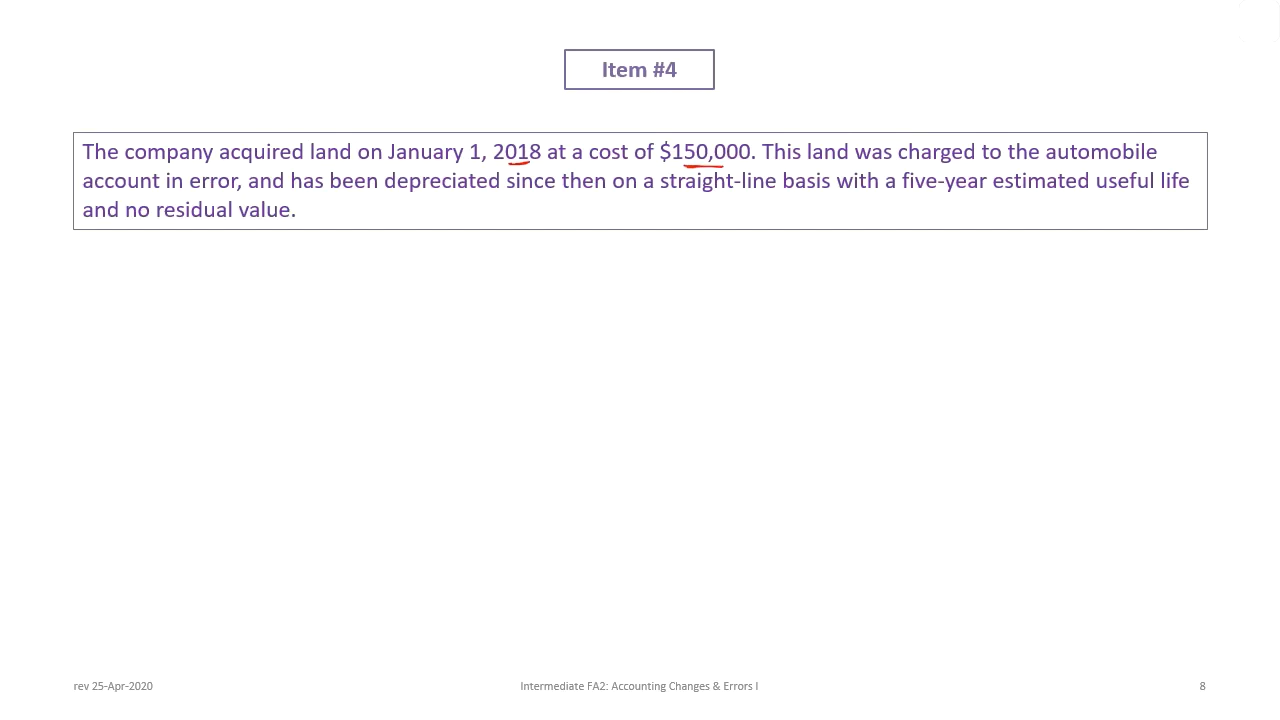 Item #4
The company acquired land on January 1, 2018 at a cost of $150,000. This land was charged to the automobile
account in error, and has been depreciated since then on a straight-line basis with a five-year estimated useful life
and no residual value.
rev 25-Apr-2020
Intermediate FA2: Accounting Changes & Errors I
8